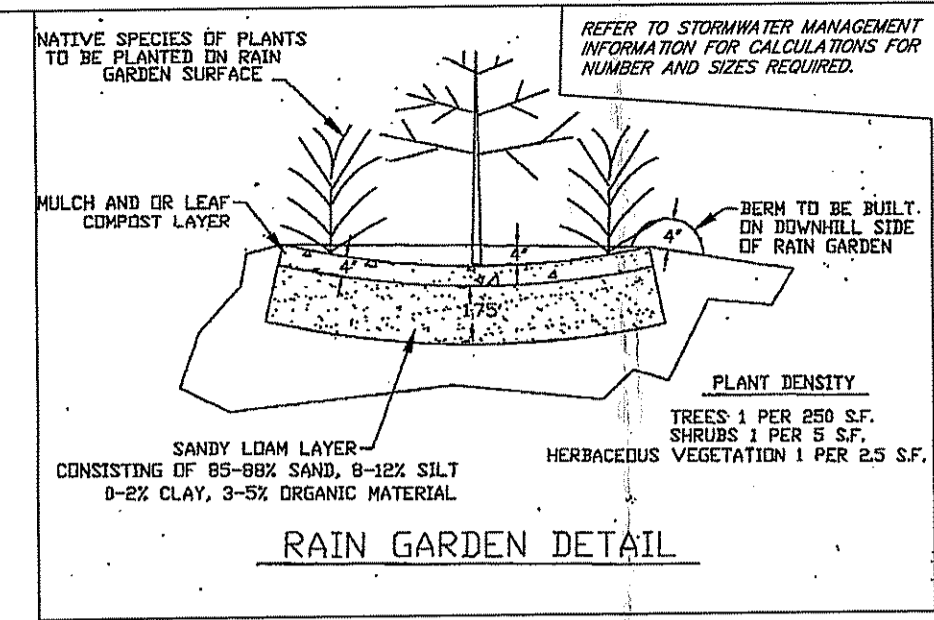 NATIVE SPECIES OF PLANTS
TO BE PLANTED ON RAIN
GARDEN SURFACE
REFER TO STORMWATER MANAGEMENT
INFORMATION FOR CALCULATIONS FOR
NUMBER AND SIZES REQUIRED.
MULCH AND OR LEAF
COMPOST LAYER
BERM TO BE BUILT
ON DOWNHILL SIDE
OF RAIN GARDEN
4"
4"
4"
1.75'
PLANT DENSITY
TREES 1 PER 250 S.F.
SHRUBS 1 PER 5 S.F.
HERBACEOUS VEGETATION 1 PER 2.5 S.F.
SANDY LOAM LAYER
CONSISTING OF 85-88% SAND, 8-12% SILT
0-2% CLAY, 3-5% ORGANIC MATERIAL
RAIN GARDEN DETAIL